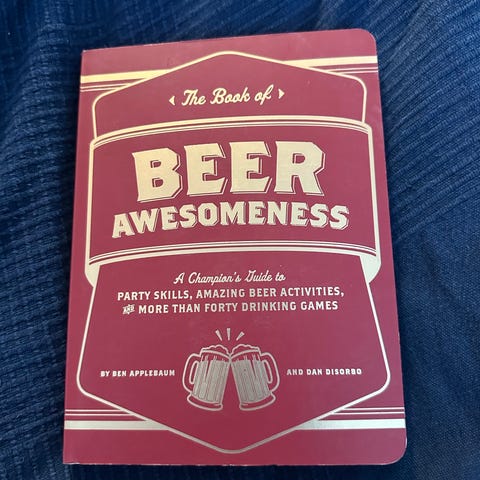 The Book of
BEER
AWESOMENESS
A Champion's Guide to
PARTY SKILLS, AMAZING BEER ACTIVITIES,
AND MORE THAN FORTY DRINKING GAMES
BY BEN APPLEBAUM AND DAN DISORBO